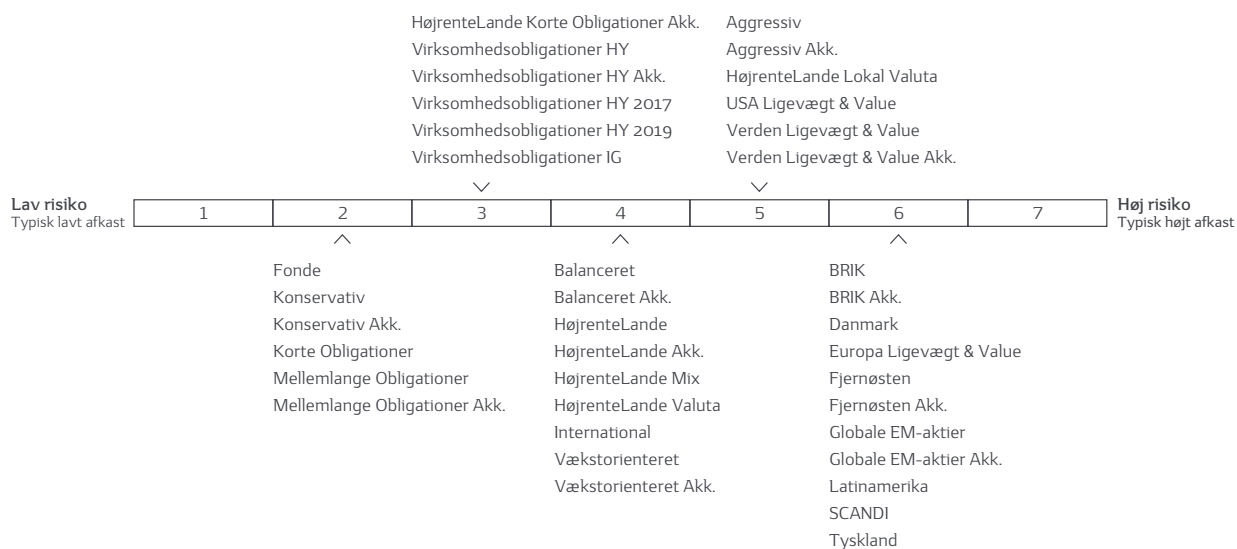 HøjrenteLande Korte Obligationer Akk.
Virksomhedsobligationer HY
Virksomhedsobligationer HY Akk.
Virksomhedsobligationer HY 2017
Virksomhedsobligationer HY 2019
Virksomhedsobligationer IG
Aggressiv
Aggressiv Akk.
HøjrenteLande Lokal Valuta
USA Ligevægt & Value
Verden Ligevægt & Value
Verden Ligevægt & Value Akk.
Lav risiko
Typisk lavt afkast
1 2 3 4 5 6 7
Høj risiko
Typisk højt afkast
Fonde
Konservativ
Konservativ Akk.
Korte Obligationer
Mellemlange Obligationer
Mellemlange Obligationer Akk.
Balanceret
Balanceret Akk.
HøjrenteLande
HøjrenteLande Akk.
HøjrenteLande Mix
HøjrenteLande Valuta
International
Vækstorienteret
Vækstorienteret Akk.
BRIK
BRIK Akk.
Danmark
Europa Ligevægt & Value
Fjernøsten
Fjernøsten Akk.
Globale EM-aktier
Globale EM-aktier Akk.
Latinamerika
SCANDI
Tyskland